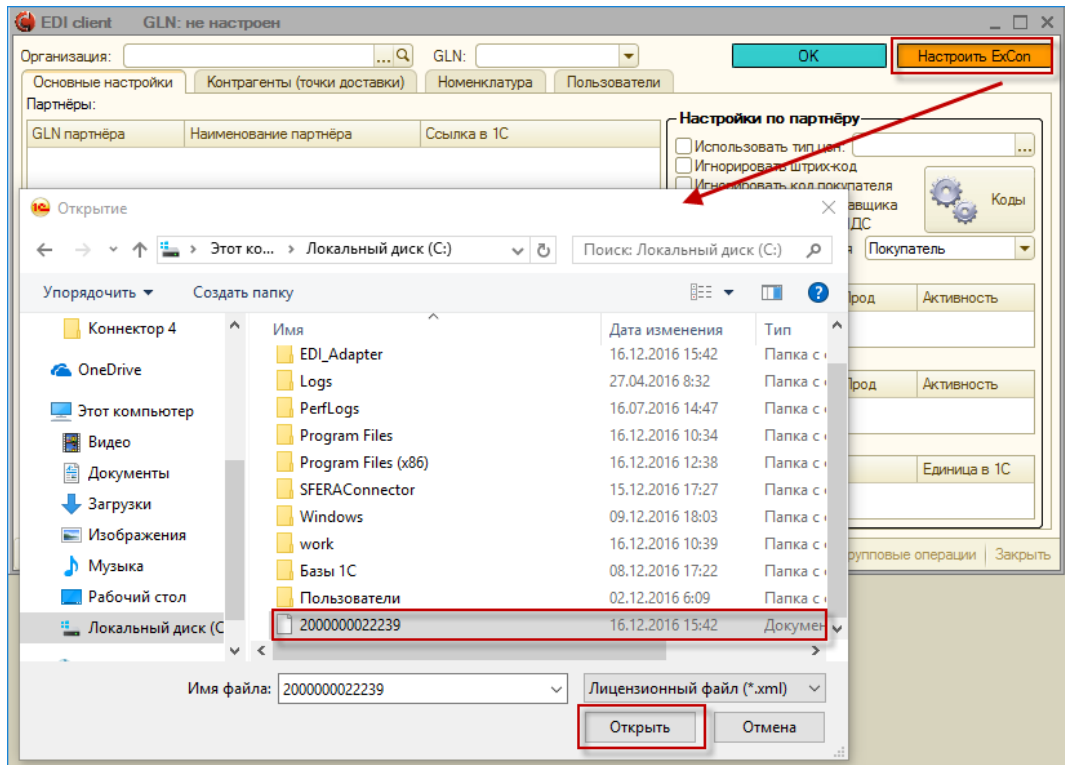 EDI client GLN: не настроен
Организация: ... GLN: OK Настроить ExCon
Основные настройки Контрагенты (точки доставки) Номенклатура Пользователи
Партнёры:
GLN партнёра Наименование партнёра Ссылка в 1С
Настройки по партнёру
Использовать тип цен: ...
Игнорировать штрих-код
Игнорировать код покупателя
авщика
ДС
Коды
Покупатель
Прод Активность
Прод Активность
Единица в 1С
рупповые операции Закрыть
Открытие
Этот ко... › Локальный диск (C:) Поиск: Локальный диск (C:)
Упорядочить Создать папку
Коннектор 4
OneDrive
Этот компьютер
Видео
Документы
Загрузки
Изображения
Музыка
Рабочий стол
Локальный диск (C
Имя Дата изменения Тип
EDI_Adapter 16.12.2016 15:42 Папка с
Logs 27.04.2016 8:32 Папка с
PerfLogs 16.07.2016 14:47 Папка с
Program Files 16.12.2016 10:34 Папка с
Program Files (x86) 16.12.2016 12:38 Папка с
SFERAConnector 15.12.2016 17:27 Папка с
Windows 09.12.2016 18:03 Папка с
work 16.12.2016 10:39 Папка с
Базы 1С 08.12.2016 17:22 Папка с
Пользователи 02.12.2016 6:09 Папка с
2000000022239 16.12.2016 15:42 Докумен
Имя файла: 2000000022239 Лицензионный файл (*.xml)
Открыть Отмена